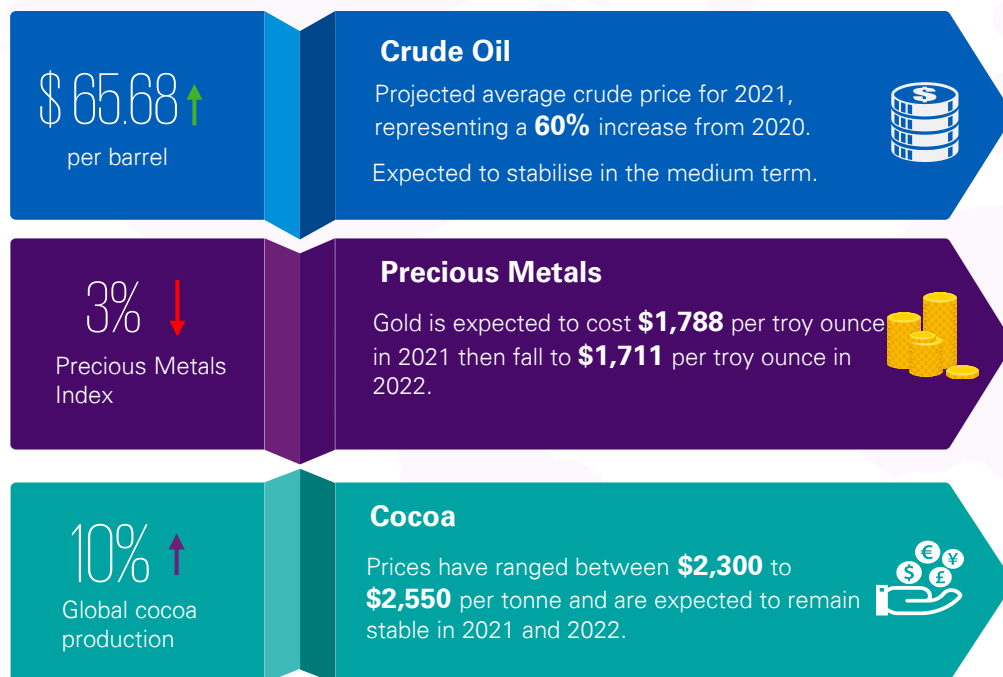 $ 65.68
per barrel
Crude Oil
Projected average crude price for 2021,
representing a 60% increase from 2020.
Expected to stabilise in the medium term.
3%
Precious Metals
Index
Precious Metals
Gold is expected to cost $1,788 per troy ounce
in 2021 then fall to $1,711 per troy ounce in
2022.
10%
Global cocoa
production
Cocoa
Prices have ranged between $2,300 to
$2,550 per tonne and are expected to remain
stable in 2021 and 2022.
$
€
¥
$
£